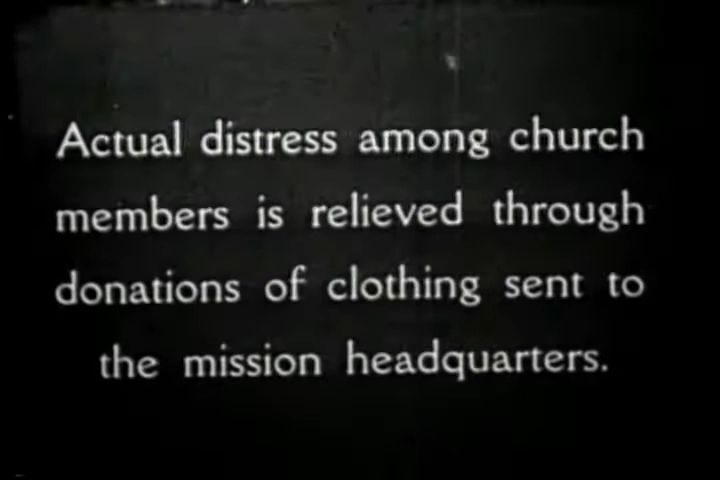 Actual distress among church
members is relieved through
donations of clothing sent to
the mission headquarters.